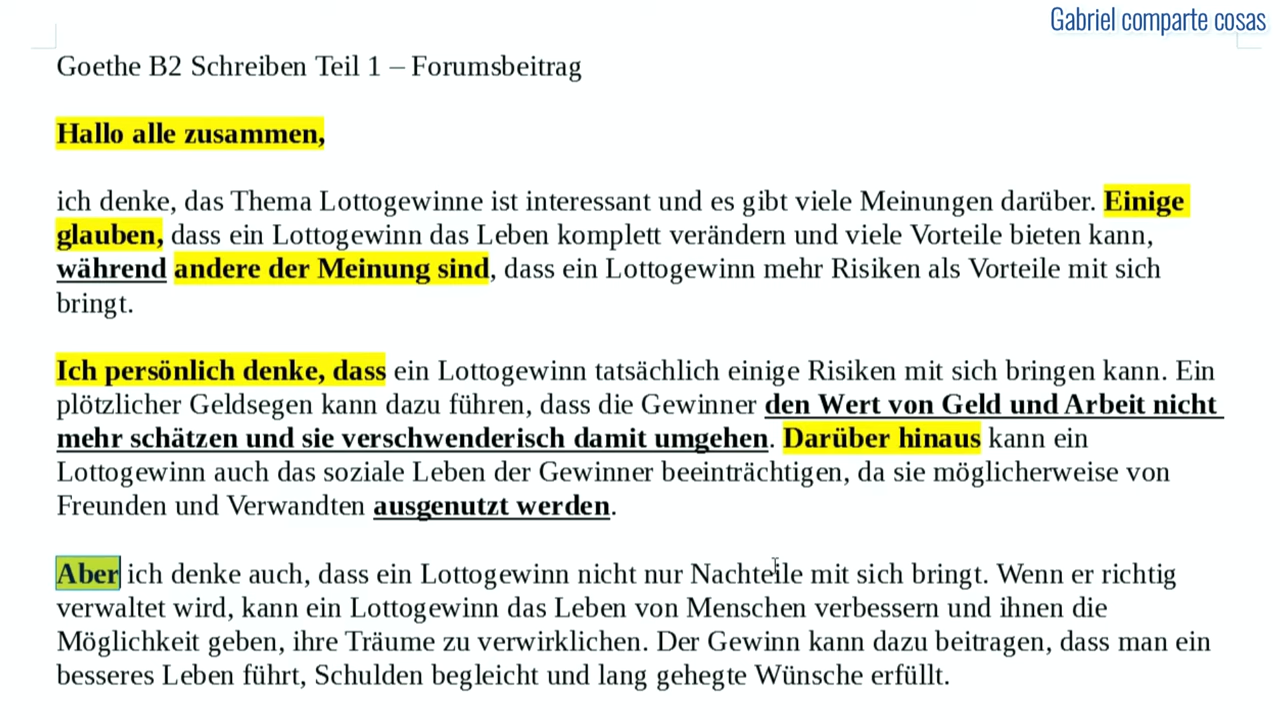 Gabriel comparte cosas
Goethe B2 Schreiben Teil 1 – Forumsbeitrag
Hallo alle zusammen,
ich denke, das Thema Lottogewinne ist interessant und es gibt viele Meinungen darüber. Einige
glauben, dass ein Lottogewinn das Leben komplett verändern und viele Vorteile bieten kann,
während andere der Meinung sind, dass ein Lottogewinn mehr Risiken als Vorteile mit sich
bringt.
Ich persönlich denke, dass ein Lottogewinn tatsächlich einige Risiken mit sich bringen kann. Ein
plötzlicher Geldsegen kann dazu führen, dass die Gewinner den Wert von Geld und Arbeit nicht
mehr schätzen und sie verschwenderisch damit umgehen. Darüber hinaus kann ein
Lottogewinn auch das soziale Leben der Gewinner beeinträchtigen, da sie möglicherweise von
Freunden und Verwandten ausgenutzt werden.
Aber ich denke auch, dass ein Lottogewinn nicht nur Nachteile mit sich bringt. Wenn er richtig
verwaltet wird, kann ein Lottogewinn das Leben von Menschen verbessern und ihnen die
Möglichkeit geben, ihre Träume zu verwirklichen. Der Gewinn kann dazu beitragen, dass man ein
besseres Leben führt, Schulden begleicht und lang gehegte Wünsche erfüllt.